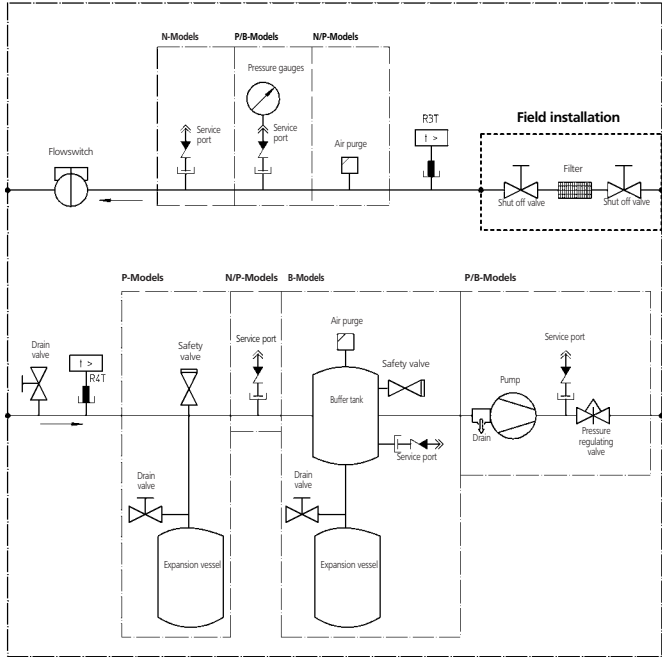 N-Models
P/B-Models
N/P-Models
Pressure gauges
Service
port
Service
port
Air purge
R3T
t >
Field installation
Flowswitch
Filter
Shut off valve
Shut off valve
P-Models
N/P-Models
B-Models
P/B-Models
Drain
valve
t >
R4T
Safety
valve
Service port
Air purge
Safety valve
Buffer tank
Service port
Pump
Service port
Drain
Pressure
regulating
valve
Drain
valve
Drain
valve
Expansion vessel
Expansion vessel